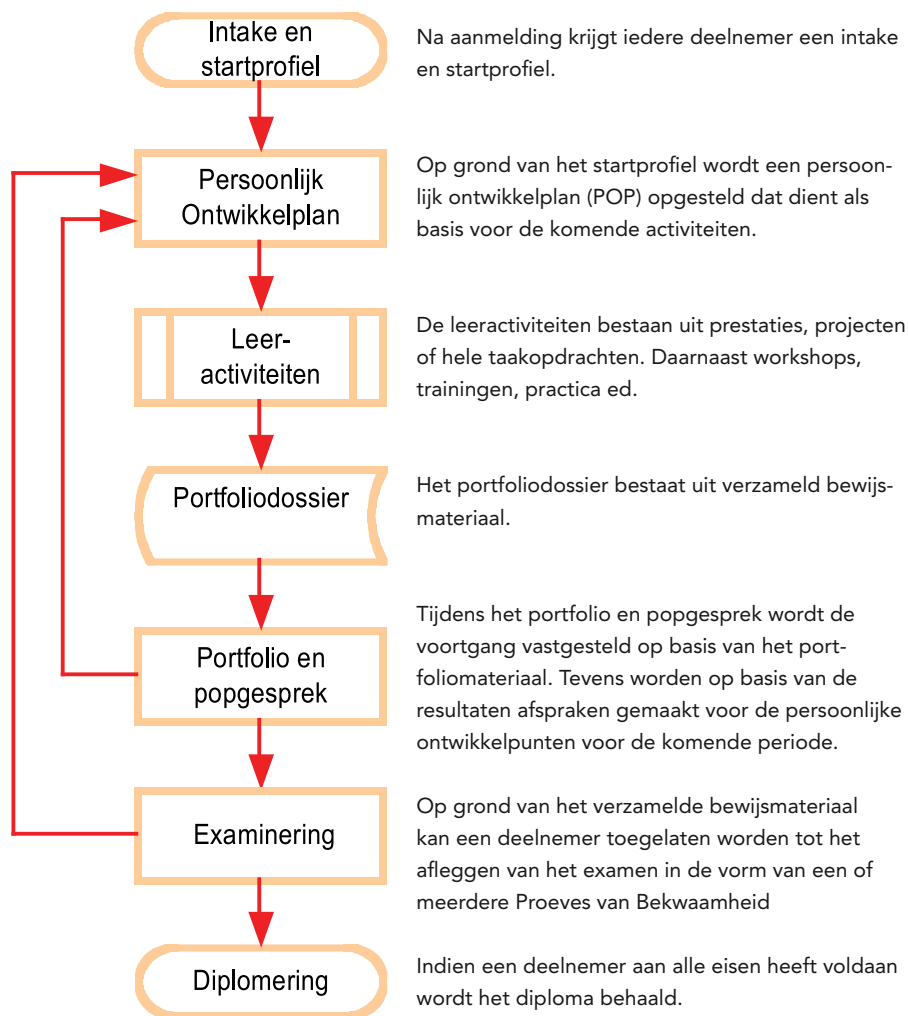 Intake en
startprofiel
Na aanmelding krijgt iedere deelnemer een intake
en startprofiel.
Persoonlijk
Ontwikkelplan
Op grond van het startprofiel wordt een persoon-
lijk ontwikkelplan (POP) opgesteld dat dient als
basis voor de komende activiteiten.
Leer-
activiteiten
De leeractiviteiten bestaan uit prestaties, projecten
of hele taakopdrachten. Daarnaast workshops,
trainingen, practica ed.
Portfoliodossier
Het portfoliodossier bestaat uit verzameld bewijs-
materiaal.
Portfolio en
popgesprek
Tijdens het portfolio en popgesprek wordt de
voortgang vastgesteld op basis van het port-
foliomateriaal. Tevens worden op basis van de
resultaten afspraken gemaakt voor de persoonlijke
ontwikkelpunten voor de komende periode.
Examinering
Op grond van het verzamelde bewijsmateriaal
kan een deelnemer toegelaten worden tot het
afleggen van het examen in de vorm van een of
meerdere Proeves van Bekwaamheid
Diplomering
Indien een deelnemer aan alle eisen heeft voldaan
wordt het diploma behaald.